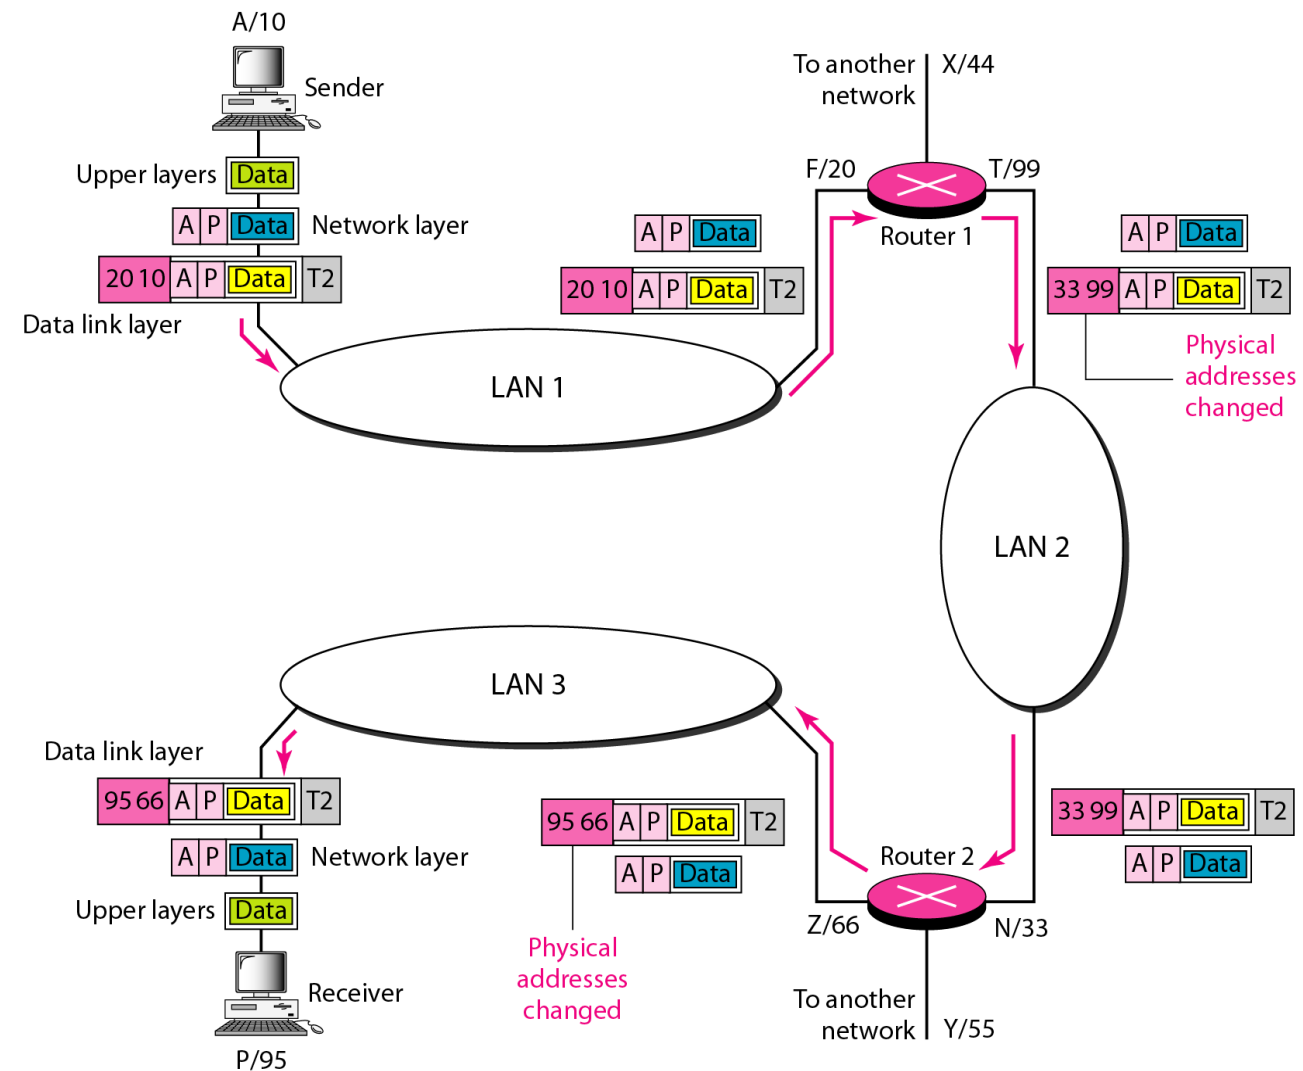 A/10
Sender
To another
network
X/44
Upper layers
Data
F/20
T/99
A P Data
Network layer
A P Data
Router 1
A P Data
20 10 A P Data T2
20 10 A P Data T2
33 99 A P Data T2
Data link layer
Physical
addresses
changed
LAN 1
LAN 2
LAN 3
Data link layer
95 66 A P Data T2
95 66 A P Data T2
33 99 A P Data T2
A P Data
Network layer
A P Data
Router 2
A P Data
Upper layers
Data
Z/66
N/33
Physical
addresses
changed
Receiver
To another
network
Y/55
P/95